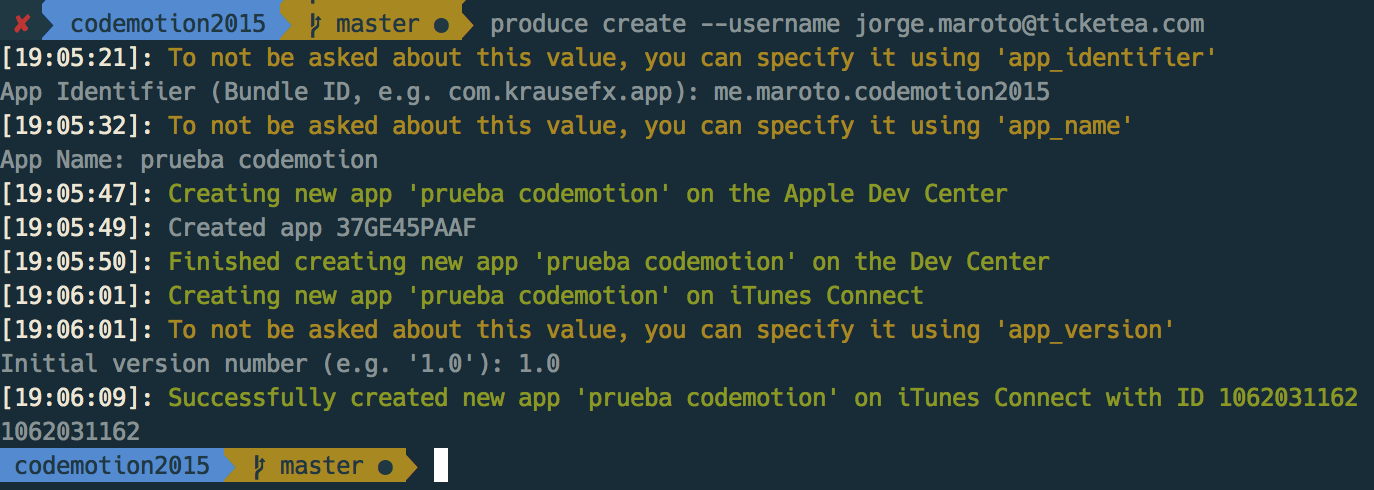 ✘ codemotion2015 master ● produce create --username jorge.maroto@ticketea.com
[19:05:21]: To not be asked about this value, you can specify it using 'app_identifier'
App Identifier (Bundle ID, e.g. com.krausefx.app): me.maroto.codemotion2015
[19:05:32]: To not be asked about this value, you can specify it using 'app_name'
App Name: prueba codemotion
[19:05:47]: Creating new app 'prueba codemotion' on the Apple Dev Center
[19:05:49]: Created app 37GE45PAAF
[19:05:50]: Finished creating new app 'prueba codemotion' on the Dev Center
[19:06:01]: Creating new app 'prueba codemotion' on iTunes Connect
[19:06:01]: To not be asked about this value, you can specify it using 'app_version'
Initial version number (e.g. '1.0'): 1.0
[19:06:09]: Successfully created new app 'prueba codemotion' on iTunes Connect with ID 1062031162
1062031162
codemotion2015 master ●